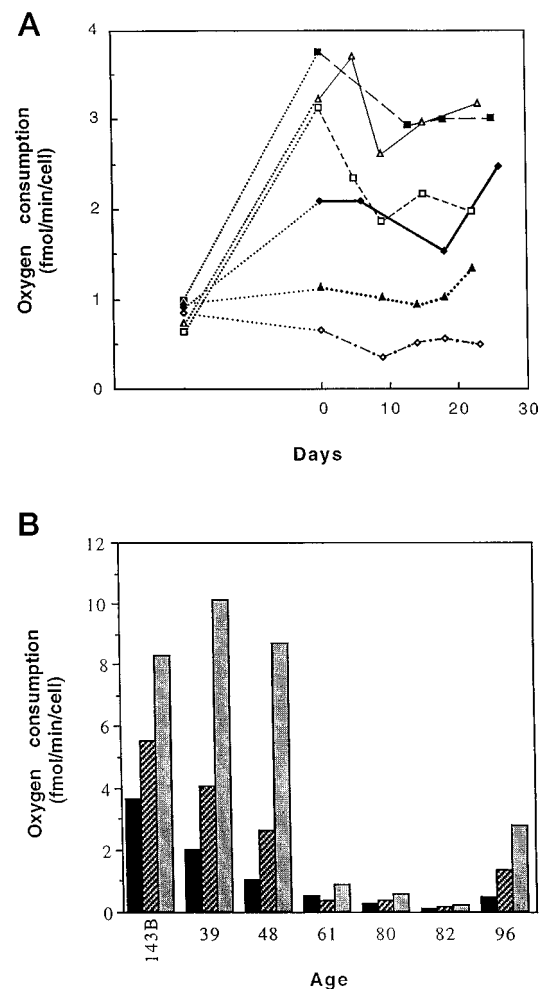 A
4
3
2
1
0
Oxygen consumption
(fmol/min/cell)
0 10 20 30
Days
B
12
10
8
6
4
2
0
Oxygen consumption
(fmol/min/cell)
143B 39 48 61 80 82 96
Age